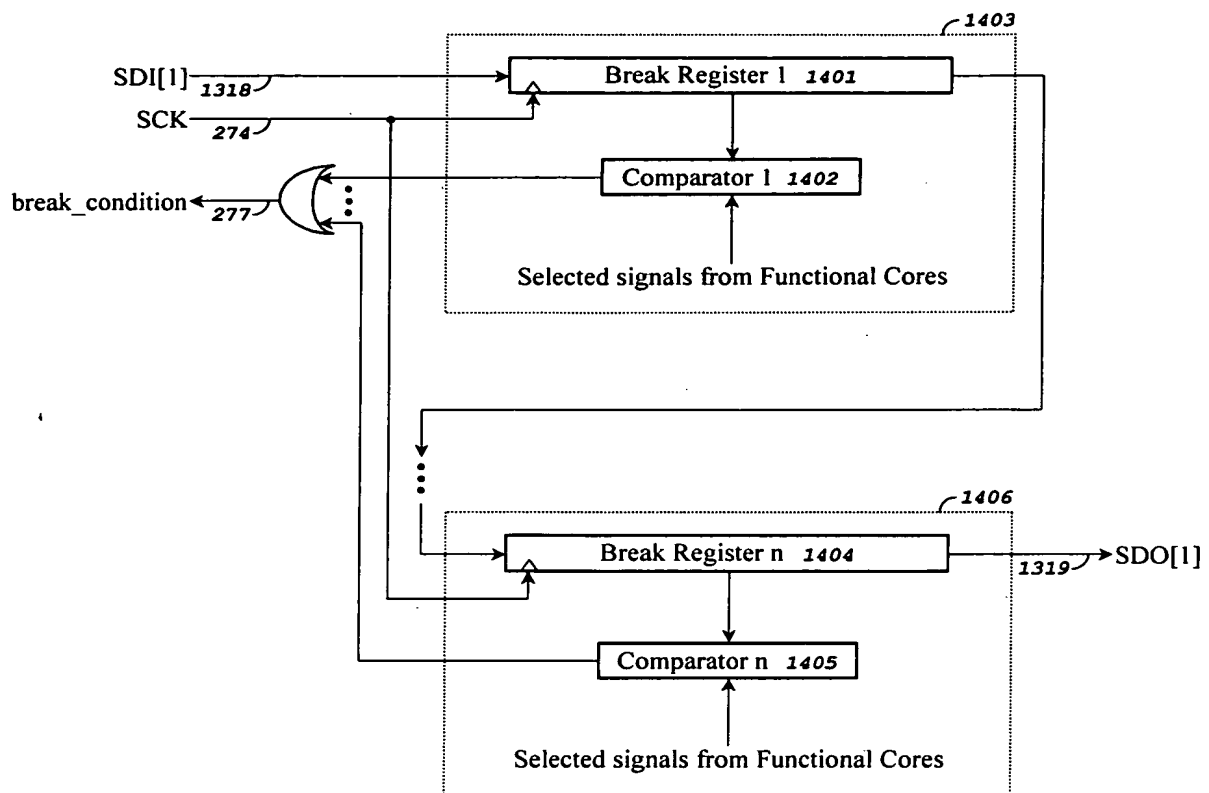 1403
SDI[1]
1318
Break Register 1 1401
SCK
274
Comparator 1 1402
break_condition
277
Selected signals from Functional Cores
1406
Break Register n 1404
1319
SDO[1]
Comparator n 1405
Selected signals from Functional Cores